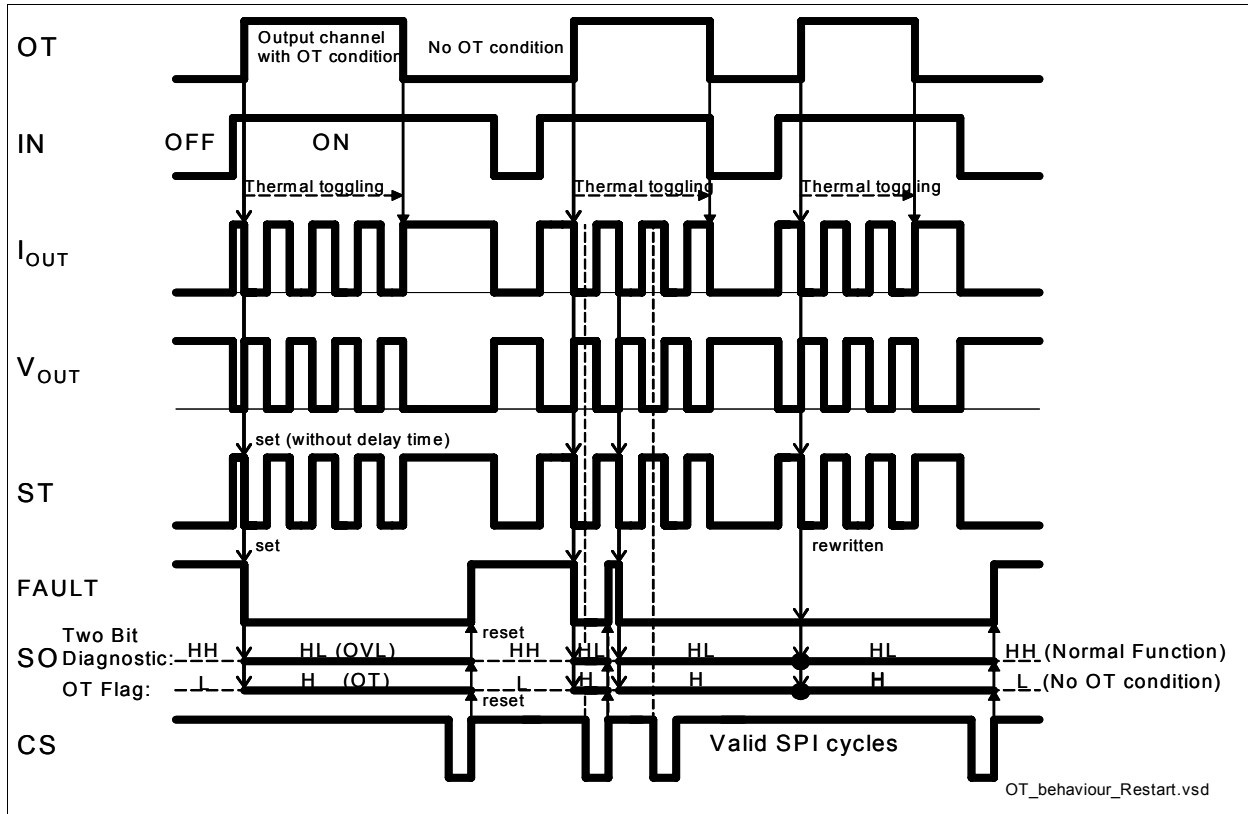 OT
Output channel
with OT condition
No OT condition
IN
OFF
ON
Thermal toggling
Thermal toggling
Thermal toggling
IOUT
VOUT
set (without delay time)
ST
set
rewritten
FAULT
reset
SO
Two Bit
Diagnostic:
HH
HL (OVL)
HH
HL
HL
HL
HH (Normal Function)
OT Flag:
L
H (OT)
L
H
H
H
L (No OT condition)
reset
CS
Valid SPI cycles
OT_behaviour_Restart.vsd